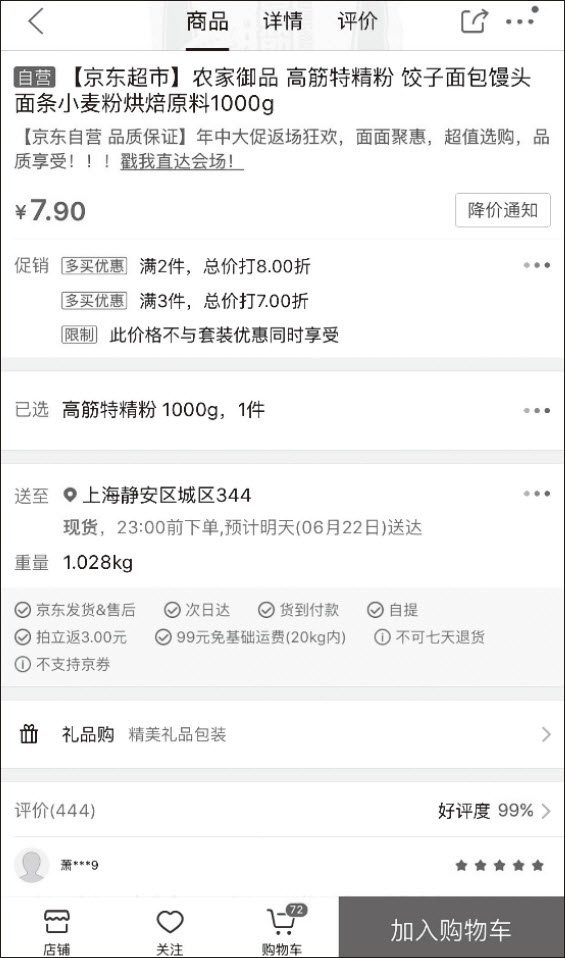 商品 详情 评价
自营 【京东超市】农家御品 高筋特精粉 饺子面包馒头
面条小麦粉烘焙原料1000g
【京东自营 品质保证】年中大促返场狂欢，面面聚惠，超值选购，品
质享受！！！戳我直达会场！
¥7.90 降价通知
促销 多买优惠 满2件，总价打8.00折
多买优惠 满3件，总价打7.00折
限制 此价格不与套装优惠同时享受
已选 高筋特精粉 1000g，1件
送至 上海静安区城区344
现货，23:00前下单,预计明天(06月22日)送达
重量 1.028kg
京东发货&售后 次日达 货到付款 自提
拍立返3.00元 99元免基础运费(20kg内) 不可七天退货
不支持京券
礼品购 精美礼品包装
评价(444) 好评度 99%
萧***9
店铺 关注 购物车 72 加入购物车